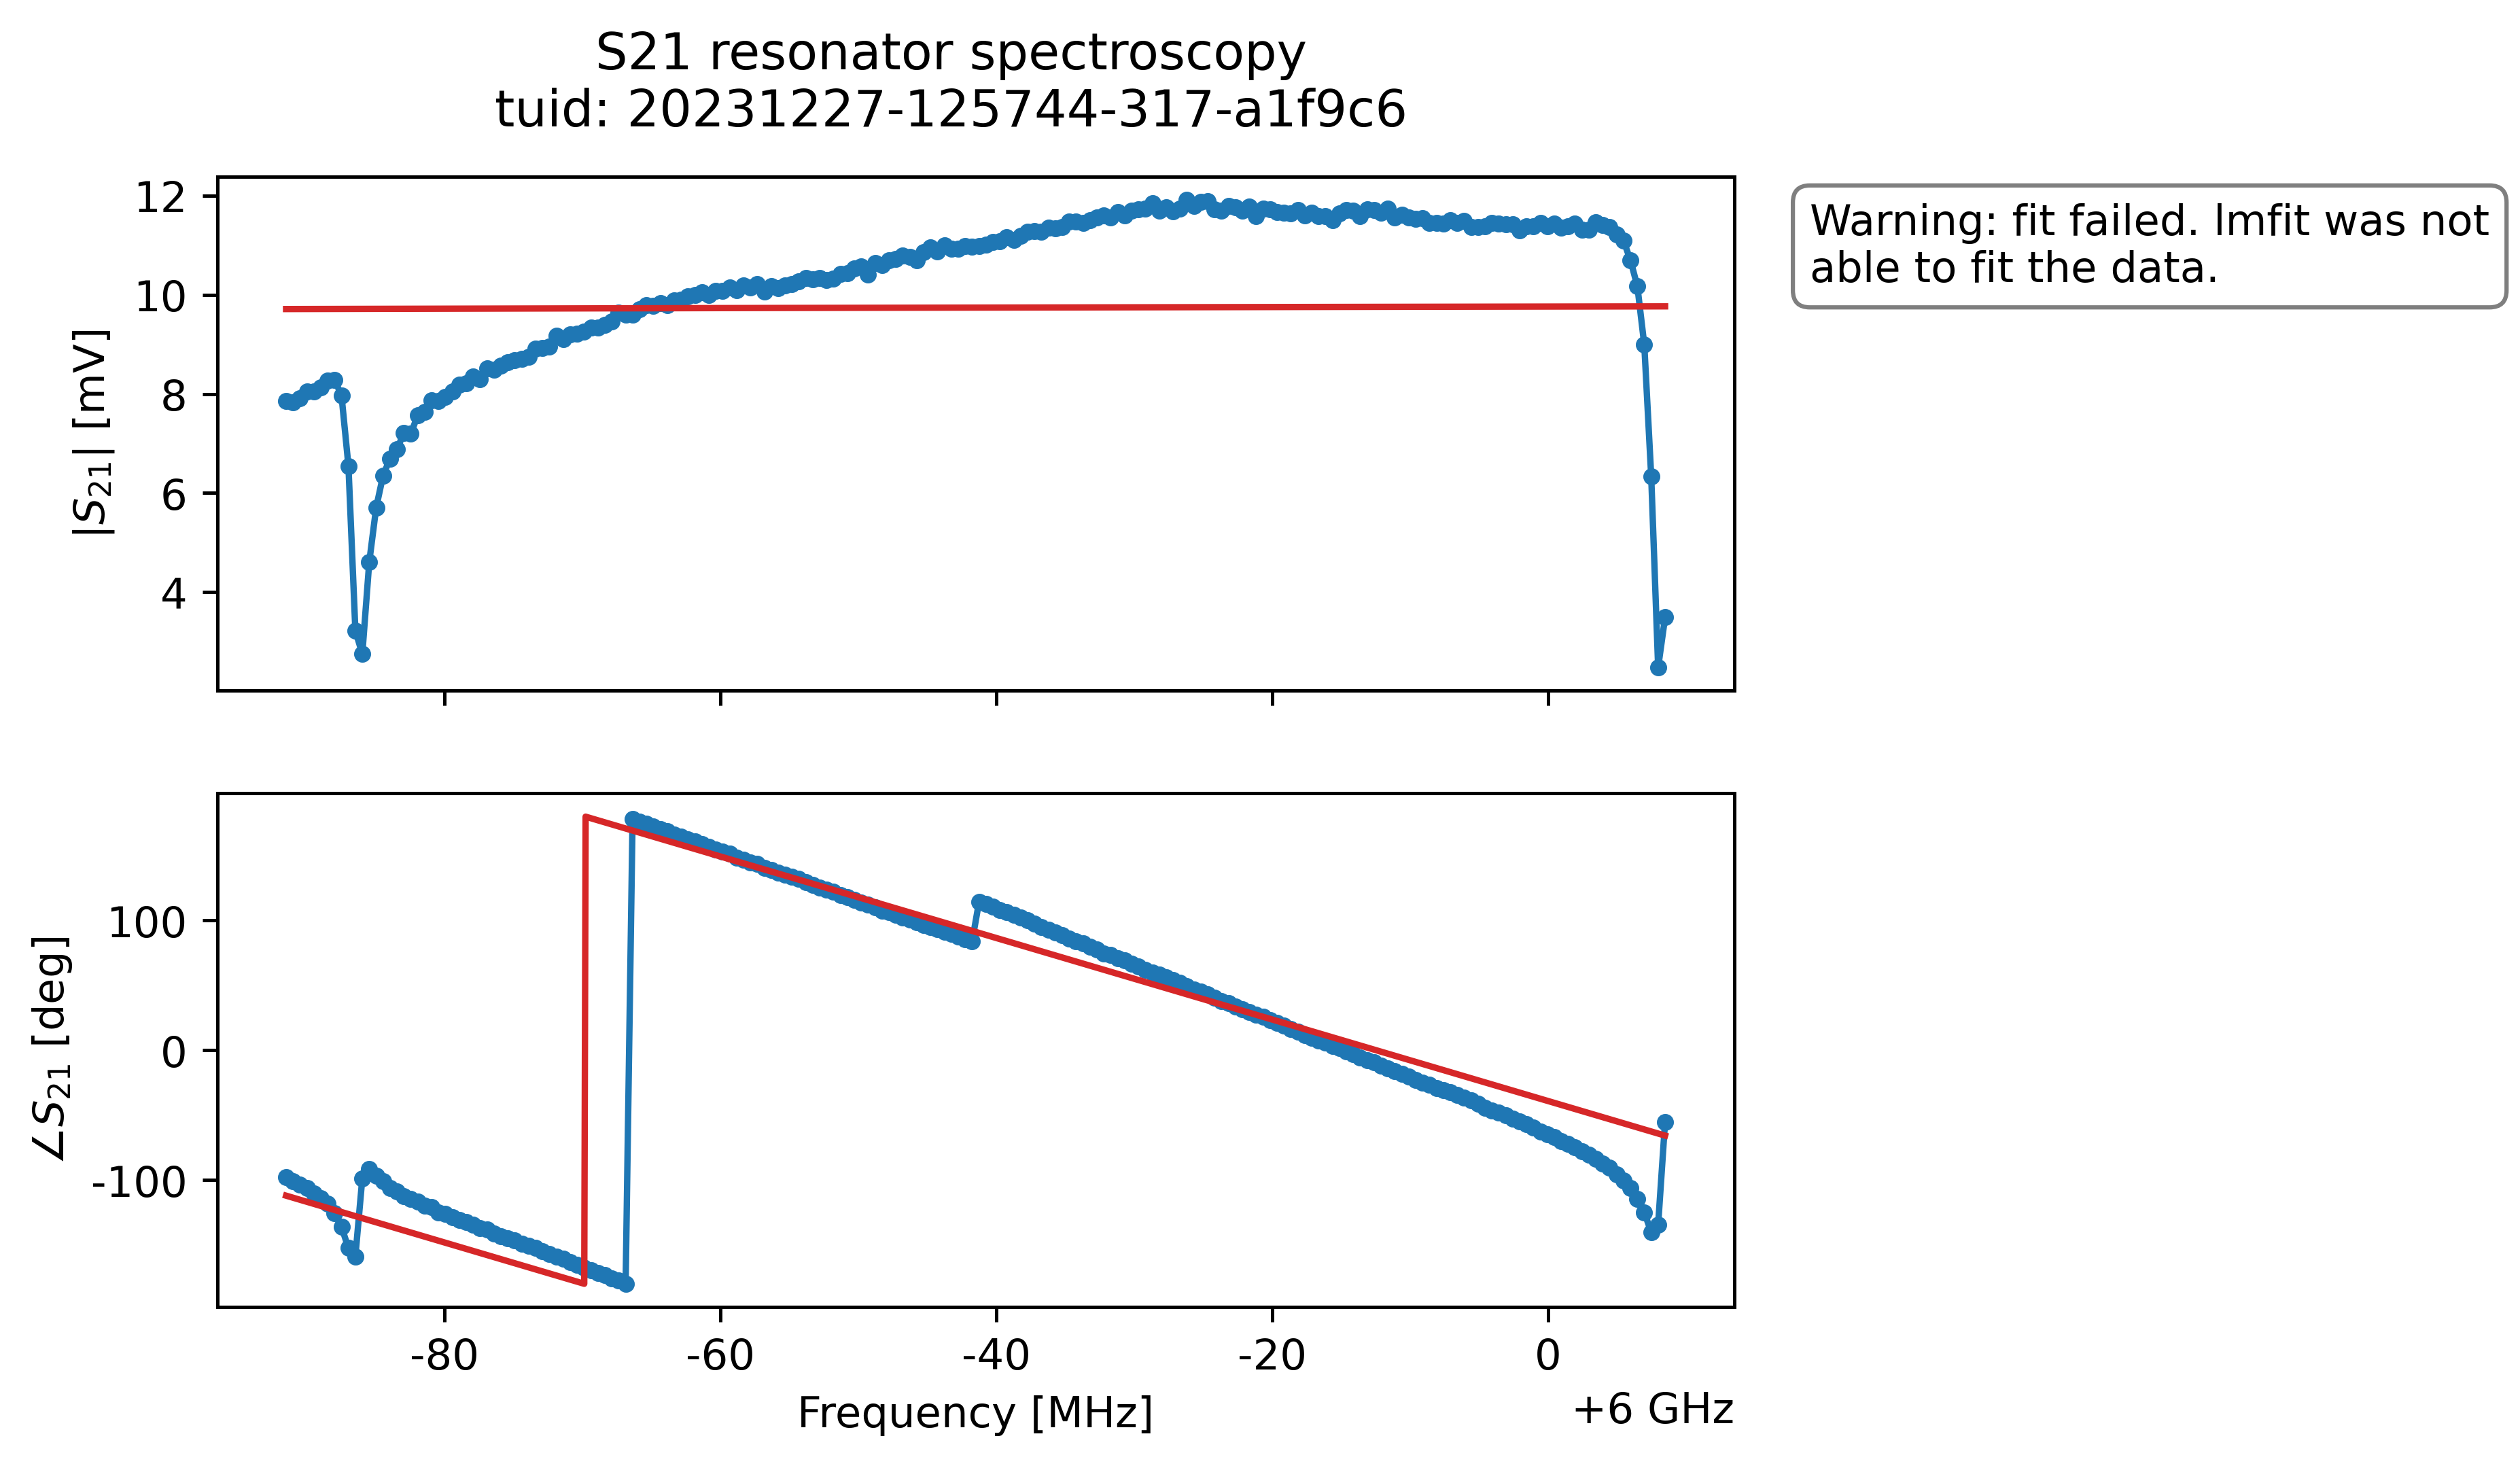 S21 resonator spectroscopy
tuid: 20231227-125744-317-a1f9c6
12
10
8
6
4
|S21| [mV]
Warning: fit failed. lmfit was not
able to fit the data.
100
0
-100
∠S21 [deg]
-80 -60 -40 -20 0
Frequency [MHz]
+6 GHz